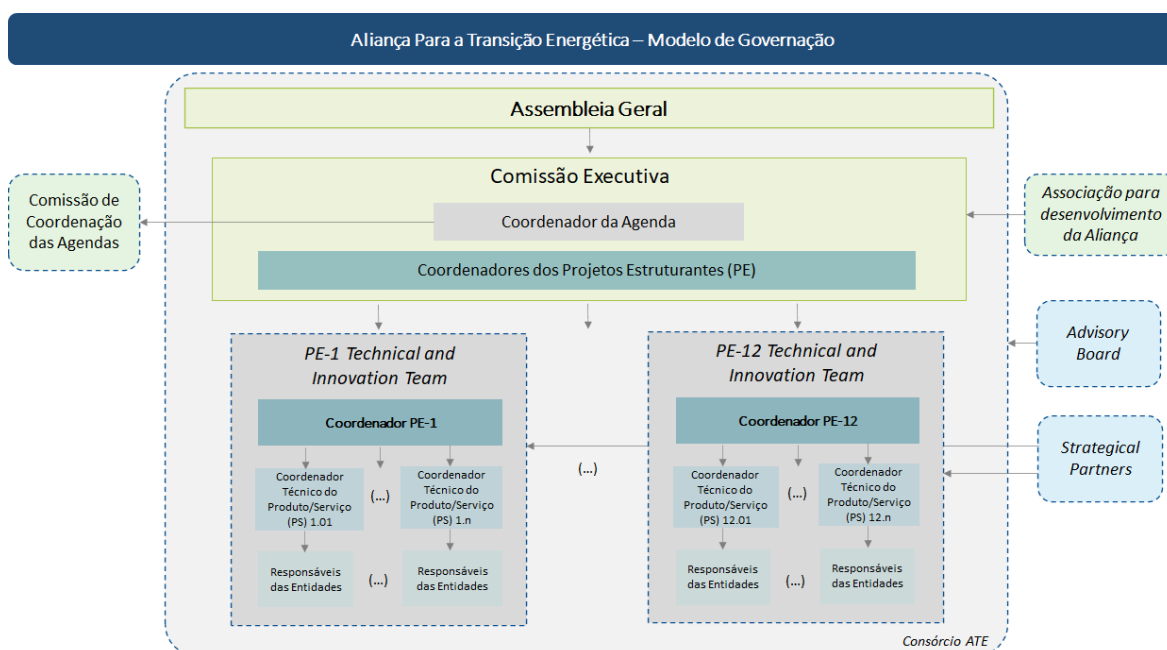 Aliança Para a Transição Energética – Modelo de Governação
Assembleia Geral
Comissão Executiva
Coordenador da Agenda
Coordenadores dos Projetos Estruturantes (PE)
Comissão de
Coordenação
das Agendas
Associação para
desenvolvimento
da Aliança
Advisory
Board
Strategical
Partners
PE-1 Technical and
Innovation Team
Coordenador PE-1
Coordenador
Técnico do
Produto/Serviço
(PS) 1.01
(...)
Coordenador
Técnico do
Produto/Serviço
(PS) 1.n
Responsáveis
das Entidades
(...)
Responsáveis
das Entidades
(...)
PE-12 Technical and
Innovation Team
Coordenador PE-12
Coordenador
Técnico do
Produto/Serviço
(PS) 12.01
(...)
Coordenador
Técnico do
Produto/Serviço
(PS) 12.n
Responsáveis
das Entidades
(...)
Responsáveis
das Entidades
Consórcio ATE